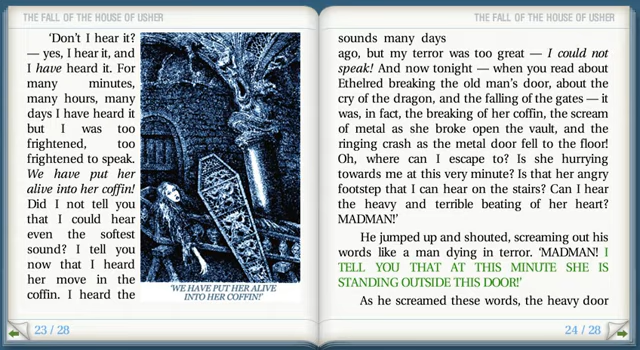 THE FALL OF THE HOUSE OF USHER
‘Don't I hear it?
— yes, I hear it, and
I have heard it. For
many minutes,
many hours, many
days I have heard it
but I was too
frightened, too
frightened to speak.
We have put her
alive into her coffin!
Did I not tell you
that I could hear
even the softest
sound? I tell you
now that I heard
her move in the
coffin. I heard the
‘WE HAVE PUT HER ALIVE
INTO HER COFFIN!’
23 / 28
THE FALL OF THE HOUSE OF USHER
sounds many days
ago, but my terror was too great — I could not
speak! And now tonight — when you read about
Ethelred breaking the old man's door, about the
cry of the dragon, and the falling of the gates — it
was, in fact, the breaking of her coffin, the scream
of metal as she broke open the vault, and the
ringing crash as the metal door fell to the floor!
Oh, where can I escape to? Is she hurrying
towards me at this very minute? Is that her angry
footstep that I can hear on the stairs? Can I hear
the heavy and terrible beating of her heart?
MADMAN!’
He jumped up and shouted, screaming out his
words like a man dying in terror. ‘MADMAN! I
TELL YOU THAT AT THIS MINUTE SHE IS
STANDING OUTSIDE THIS DOOR!’
As he screamed these words, the heavy door
24 / 28